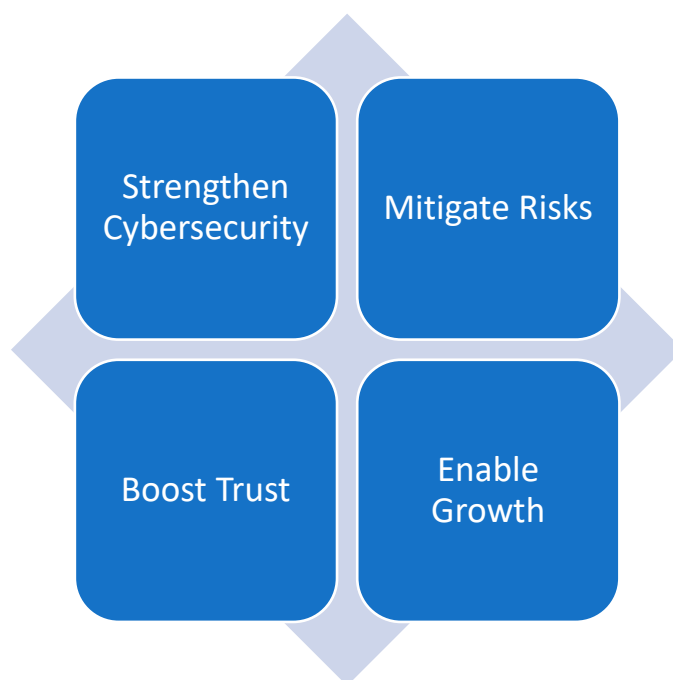 Strengthen
Cybersecurity
Mitigate Risks
Boost Trust
Enable
Growth